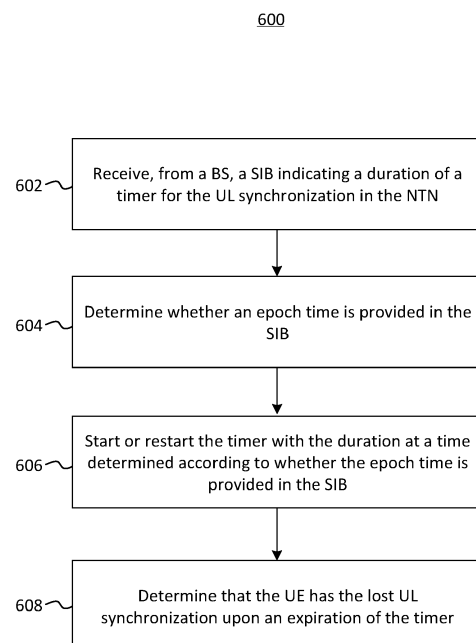 600
602
Receive, from a BS, a SIB indicating a duration of a
timer for the UL synchronization in the NTN
604
Determine whether an epoch time is provided in the
SIB
606
Start or restart the timer with the duration at a time
determined according to whether the epoch time is
provided in the SIB
608
Determine that the UE has the lost UL
synchronization upon an expiration of the timer